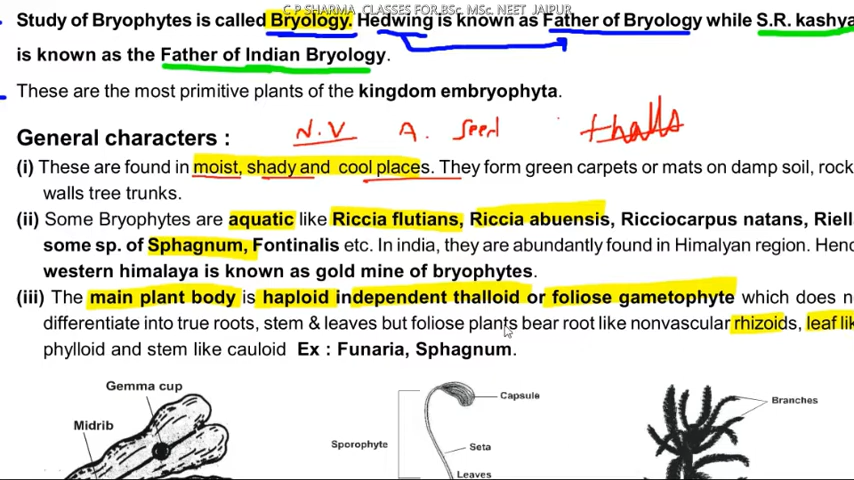 C P SHARMA CLASSES FOR BSc. MSc. NEET JAIPUR
Study of Bryophytes is called Bryology. Hedwing is known as Father of Bryology while S.R. kashya
is known as the Father of Indian Bryology.
These are the most primitive plants of the kingdom embryophyta.
General characters : N.V A. Seed thalls
(i) These are found in moist, shady and cool places. They form green carpets or mats on damp soil, rock
walls tree trunks.
(ii) Some Bryophytes are aquatic like Riccia flutians, Riccia abuensis, Ricciocarpus natans, Riell
some sp. of Sphagnum, Fontinalis etc. In india, they are abundantly found in Himalyan region. Henc
western himalaya is known as gold mine of bryophytes.
(iii) The main plant body is haploid independent thalloid or foliose gametophyte which does n
differentiate into true roots, stem & leaves but foliose plants bear root like nonvascular rhizoids, leaf lik
phylloid and stem like cauloid Ex : Funaria, Sphagnum.
Gemma cup
Midrib
Capsule
Sporophyte
Seta
Leaves
Branches